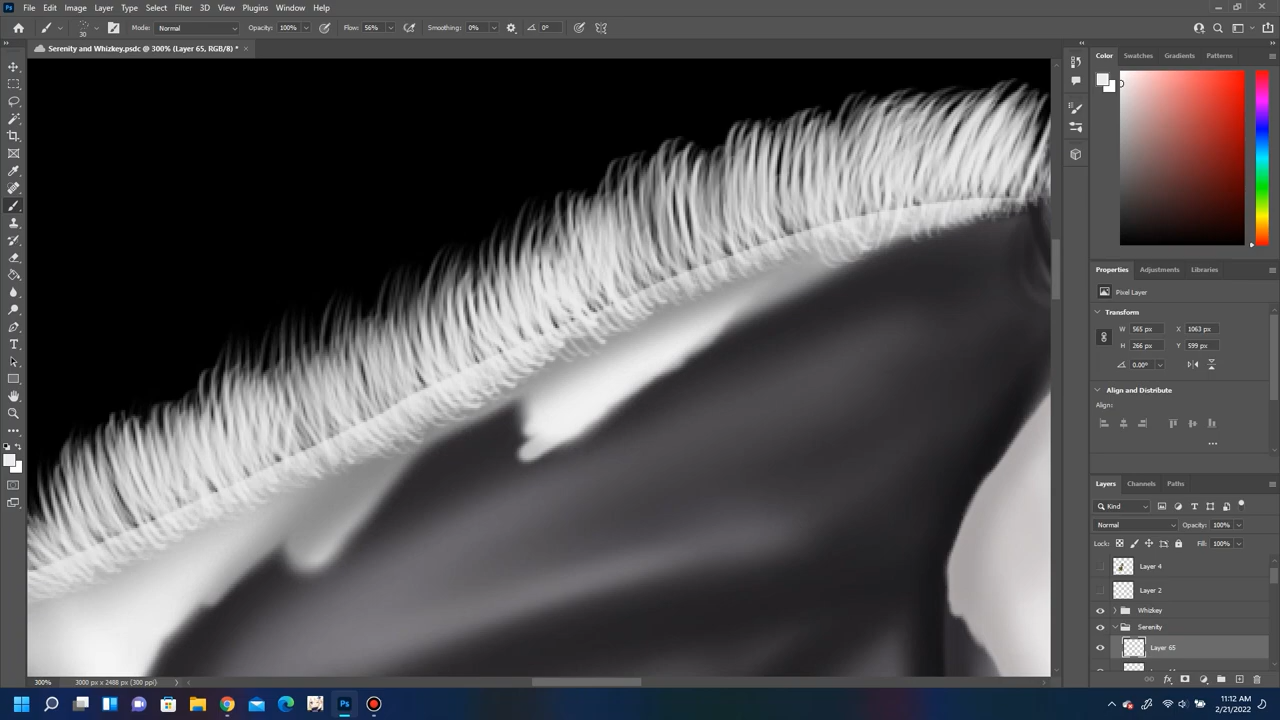 File Edit Image Layer Type Select Filter 3D View Plugins Window Help
30 Mode: Normal Opacity: 100% Flow: 56% Smoothing: 0% 0°
Serenity and Whizkey.psdc @ 300% (Layer 65, RGB/8) *
Color Swatches Gradients Patterns
Properties Adjustments Libraries
Pixel Layer
Transform
W 565 px X 1063 px
H 266 px Y 599 px
0.00°
Align and Distribute
Align:
Layers Channels Paths
Kind
Normal Opacity: 100%
Lock: Fill: 100%
Layer 4
Layer 2
Whizkey
Serenity
Layer 65
300% 3000 px x 2486 px (300 ppi)
11:12 AM
2/21/2022